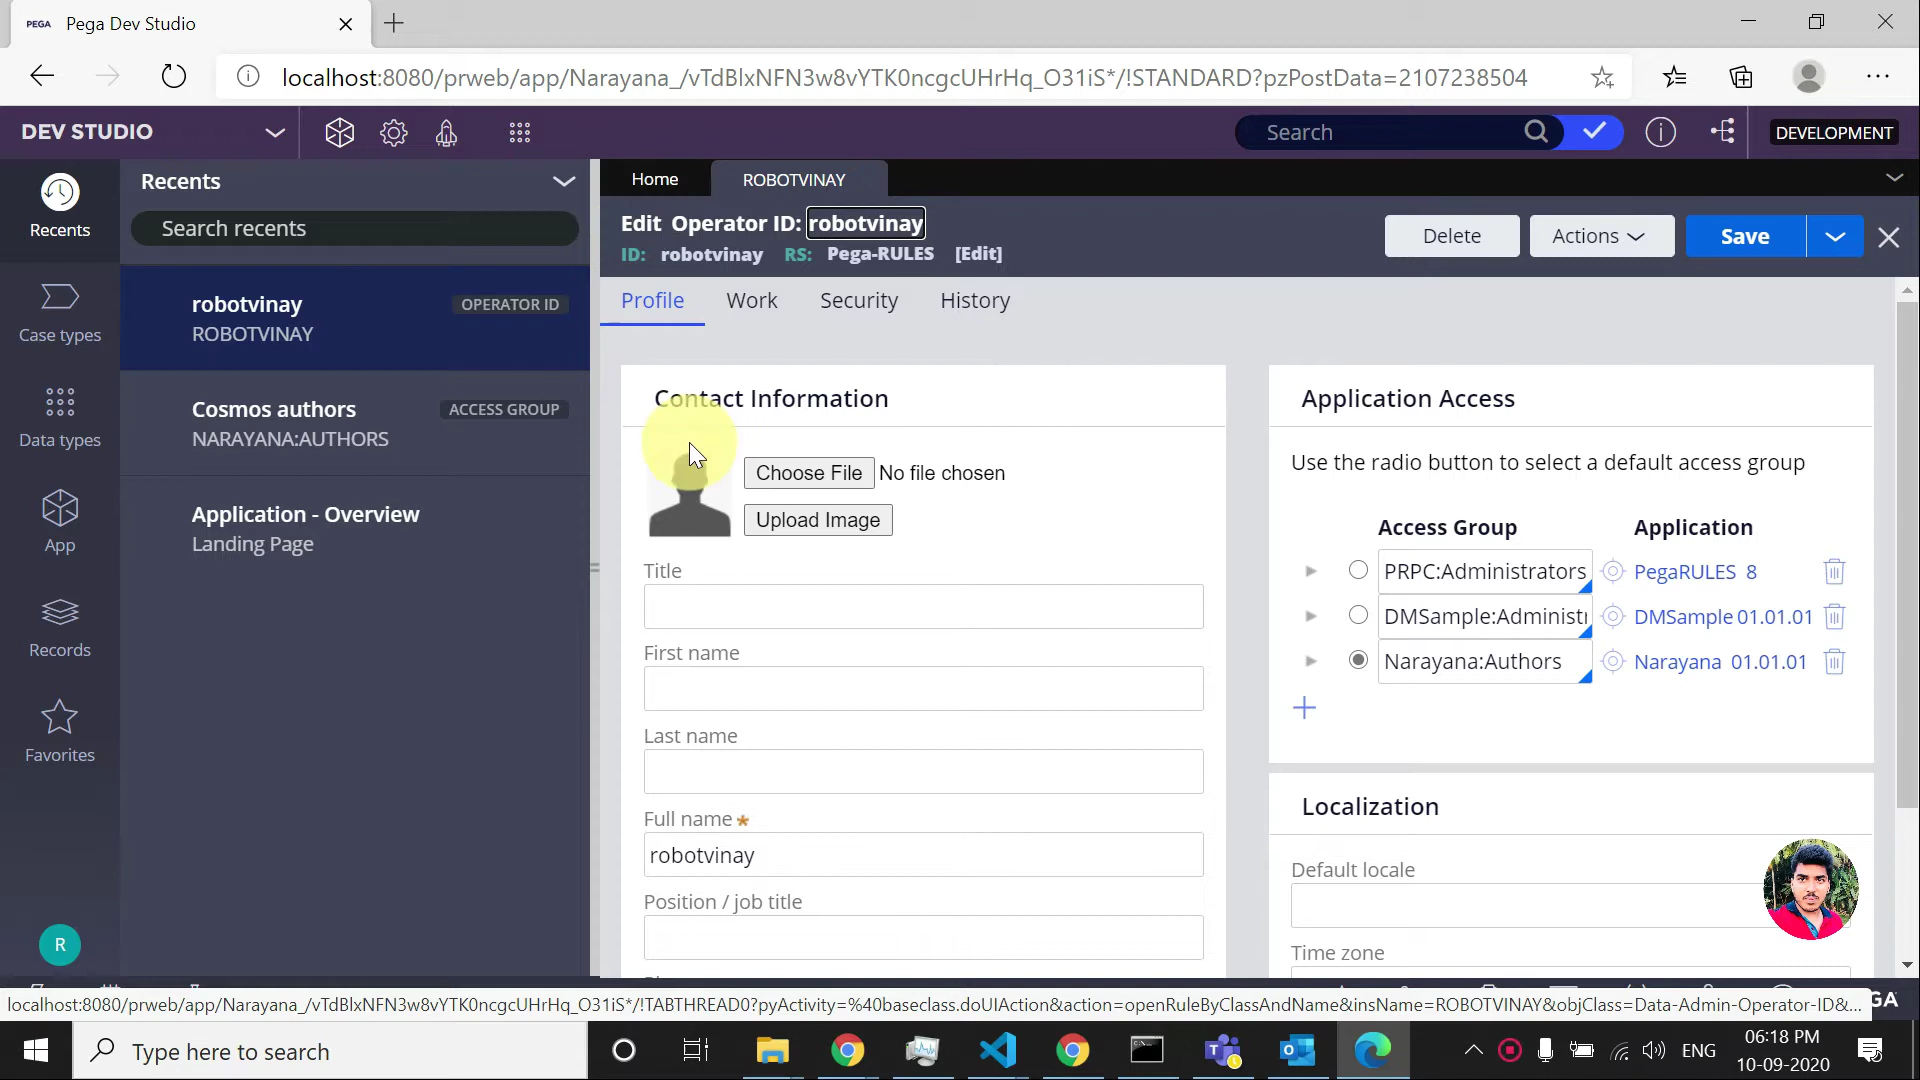 PEGA Pega Dev Studio
localhost:8080/prweb/app/Narayana_/vTdBlxNFN3w8vYTK0ncgcUHrHq_O31iS*/!STANDARD?pzPostData=2107238504
DEV STUDIO
Search
DEVELOPMENT
Recents
Case types
Data types
App
Records
Favorites
R
Recents
Search recents
robotvinay OPERATOR ID
ROBOTVINAY
Cosmos authors ACCESS GROUP
NARAYANA:AUTHORS
Application - Overview
Landing Page
Home ROBOTVINAY
Edit Operator ID: robotvinay
ID: robotvinay RS: Pega-RULES [Edit]
Delete Actions Save
Profile Work Security History
Contact Information
Choose File No file chosen
Upload Image
Title
First name
Last name
Full name *
robotvinay
Position / job title
Application Access
Use the radio button to select a default access group
Access Group Application
PRPC:Administrators PegaRULES 8
DMSample:Administr DMSample 01.01.01
Narayana:Authors Narayana 01.01.01
Localization
Default locale
Time zone
localhost:8080/prweb/app/Narayana_/vTdBlxNFN3w8vYTK0ncgcUHrHq_O31iS*/!TABTHREAD0?pyActivity=%40baseclass.doUIAction&action=openRuleByClassAndName&insName=ROBOTVINAY&objClass=Data-Admin-Operator-ID&...
GA
Type here to search
ENG
06:18 PM
10-09-2020